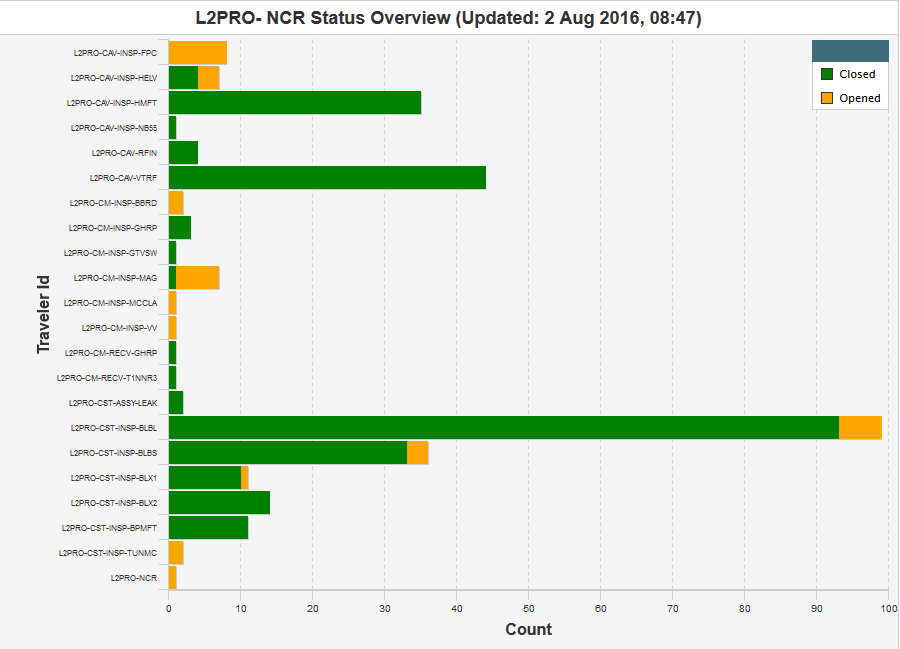 L2PRO- NCR Status Overview (Updated: 2 Aug 2016, 08:47)
Closed
Opened
Traveler Id
L2PRO-CAV-INSP-FPC
L2PRO-CAV-INSP-HELV
L2PRO-CAV-INSP-HMFT
L2PRO-CAV-INSP-NB55
L2PRO-CAV-RFIN
L2PRO-CAV-VTRF
L2PRO-CM-INSP-BBRD
L2PRO-CM-INSP-GHRP
L2PRO-CM-INSP-GTVSW
L2PRO-CM-INSP-MAG
L2PRO-CM-INSP-MCCLA
L2PRO-CM-INSP-VV
L2PRO-CM-RECV-GHRP
L2PRO-CM-RECV-T1NNR3
L2PRO-CST-ASSY-LEAK
L2PRO-CST-INSP-BLBL
L2PRO-CST-INSP-BLBS
L2PRO-CST-INSP-BLX1
L2PRO-CST-INSP-BLX2
L2PRO-CST-INSP-BPMFT
L2PRO-CST-INSP-TUNMC
L2PRO-NCR
0 10 20 30 40 50 60 70 80 90 100
Count